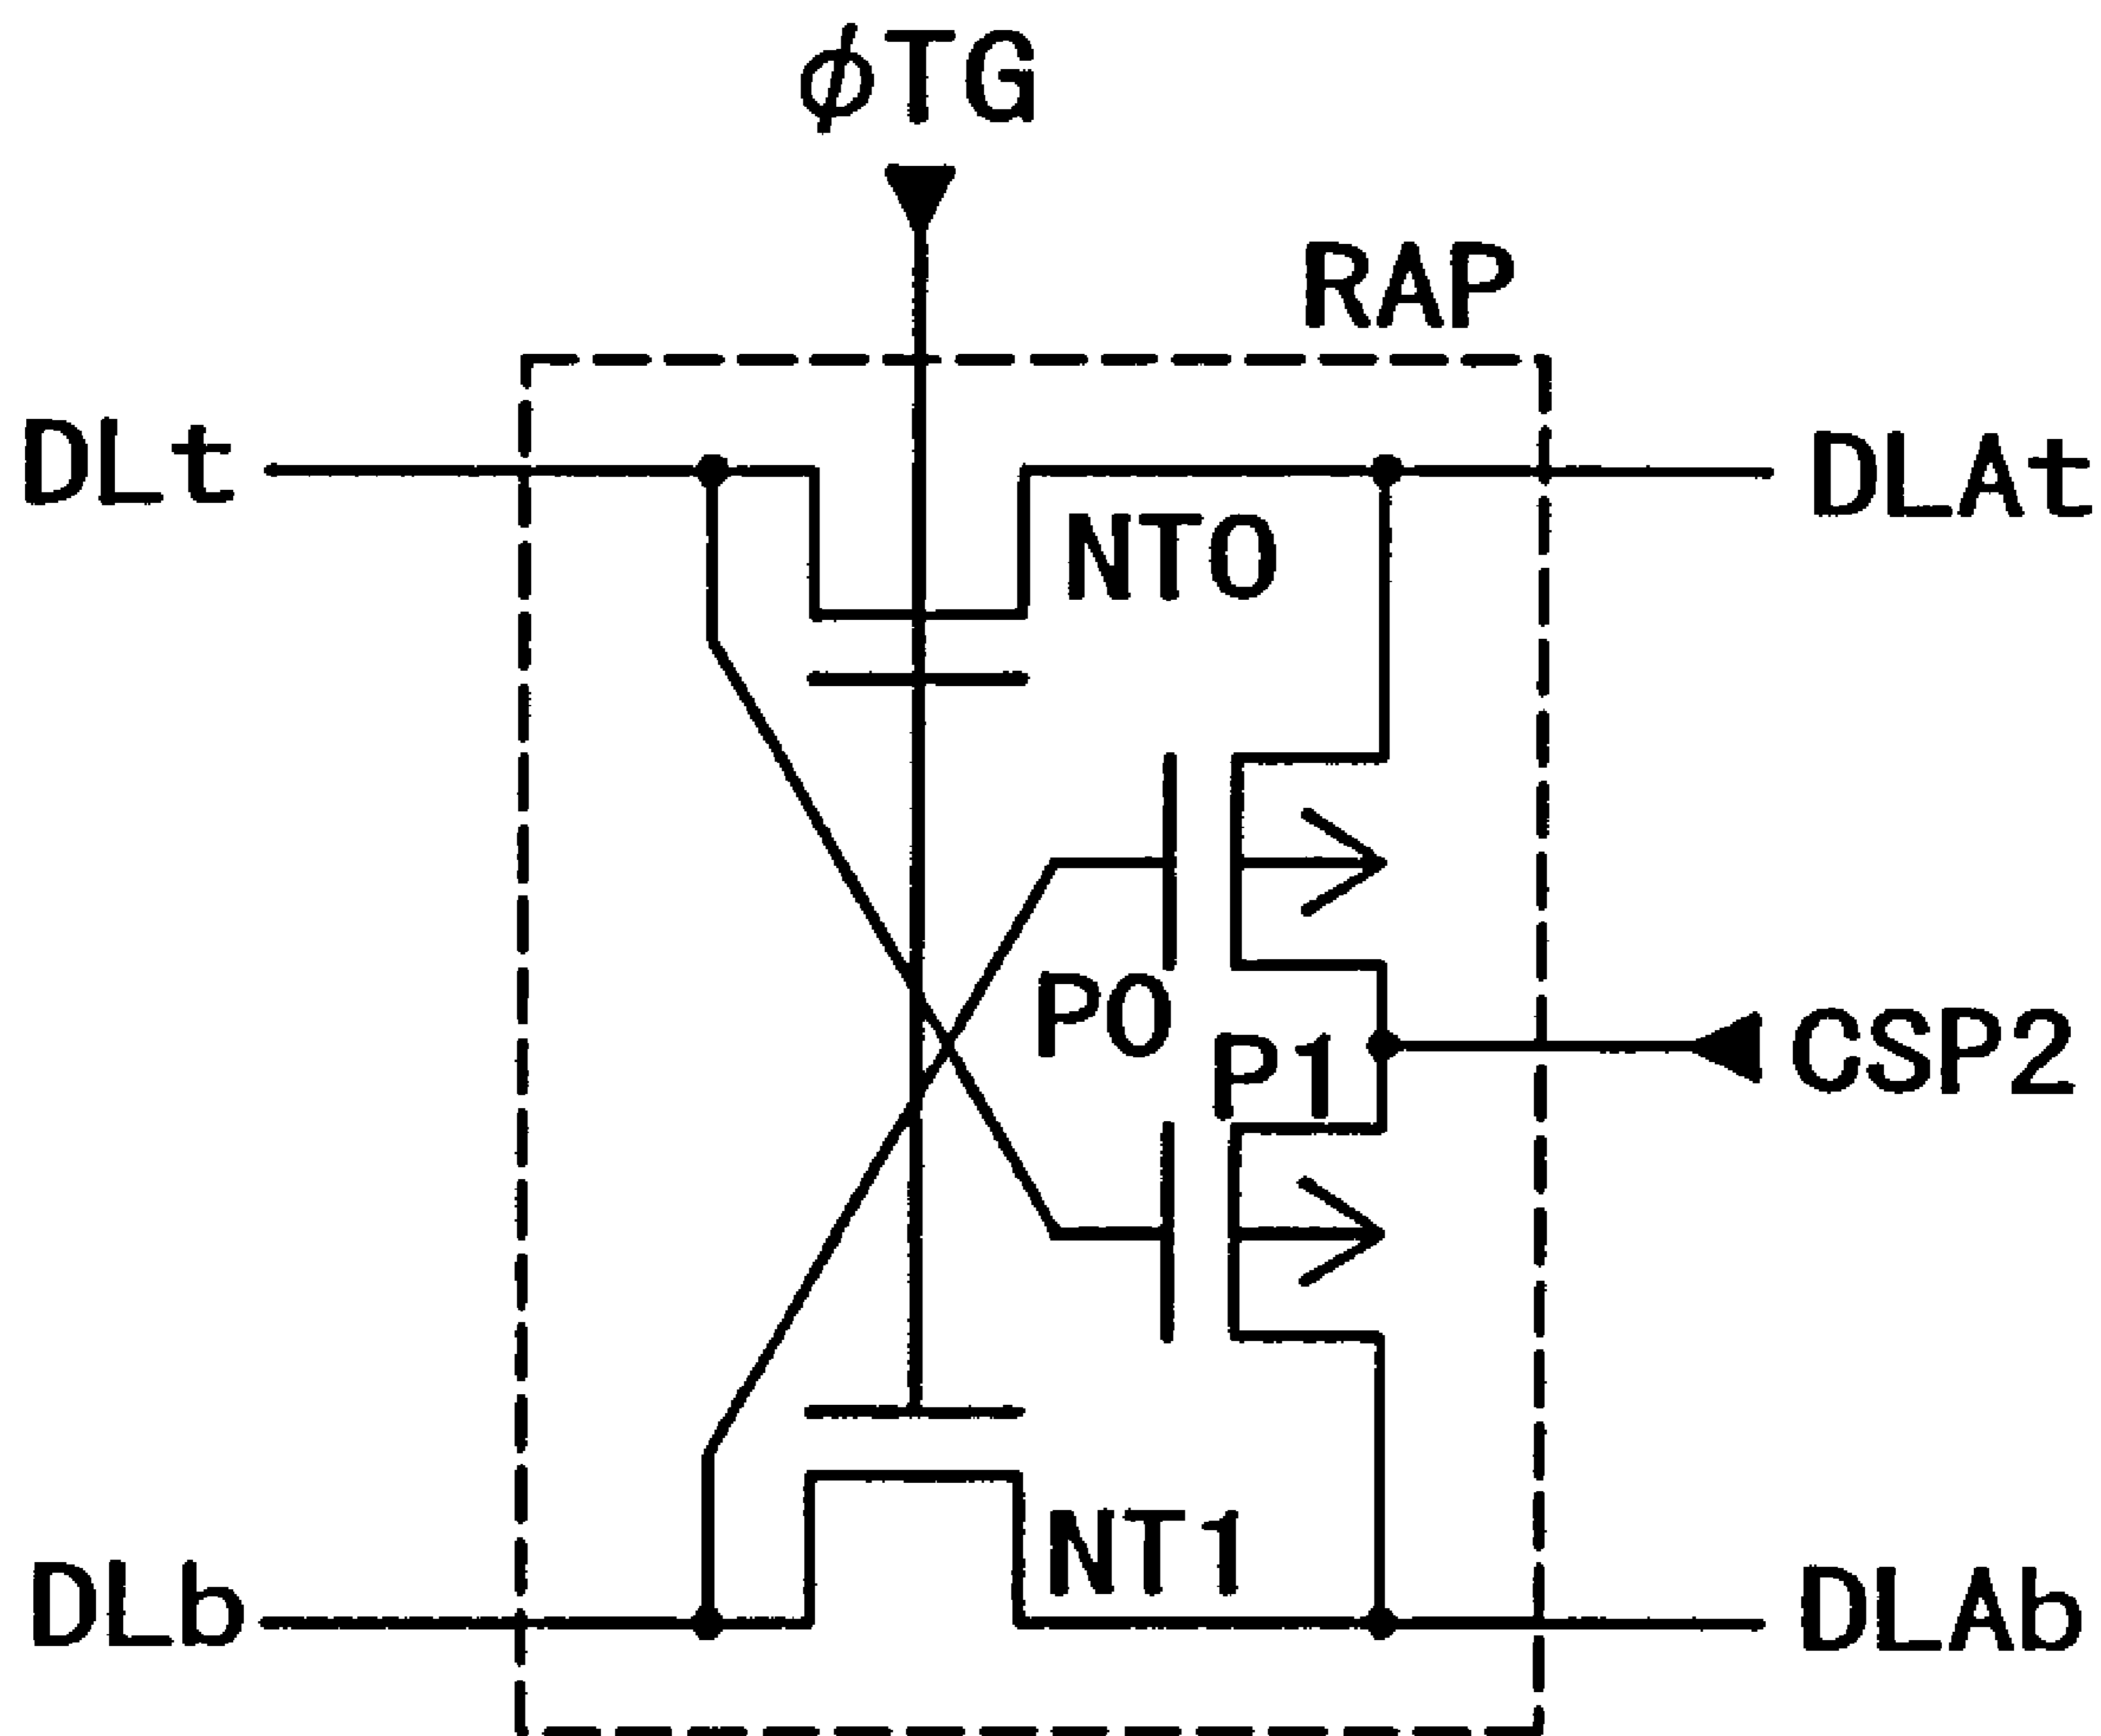 ϕTG
RAP
DLt
DLAt
NT0
P0
P1
CSP2
NT1
DLb
DLAb